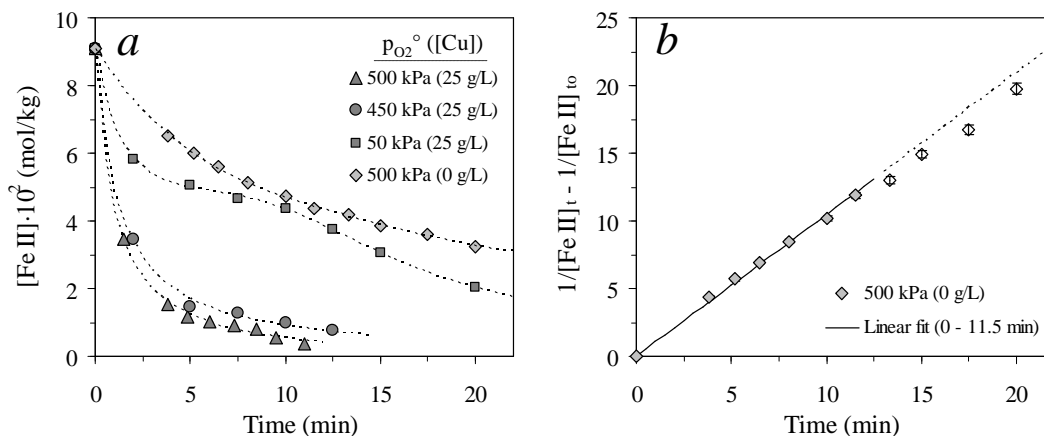 a
p_O2° ([Cu])
500 kPa (25 g/L)
450 kPa (25 g/L)
50 kPa (25 g/L)
500 kPa (0 g/L)
10
8
6
4
2
0
[Fe II]·10² (mol/kg)
0 5 10 15 20
Time (min)
b
25
20
15
10
5
0
1/[Fe II]t - 1/[Fe II]to
500 kPa (0 g/L)
Linear fit (0 - 11.5 min)
0 5 10 15 20
Time (min)